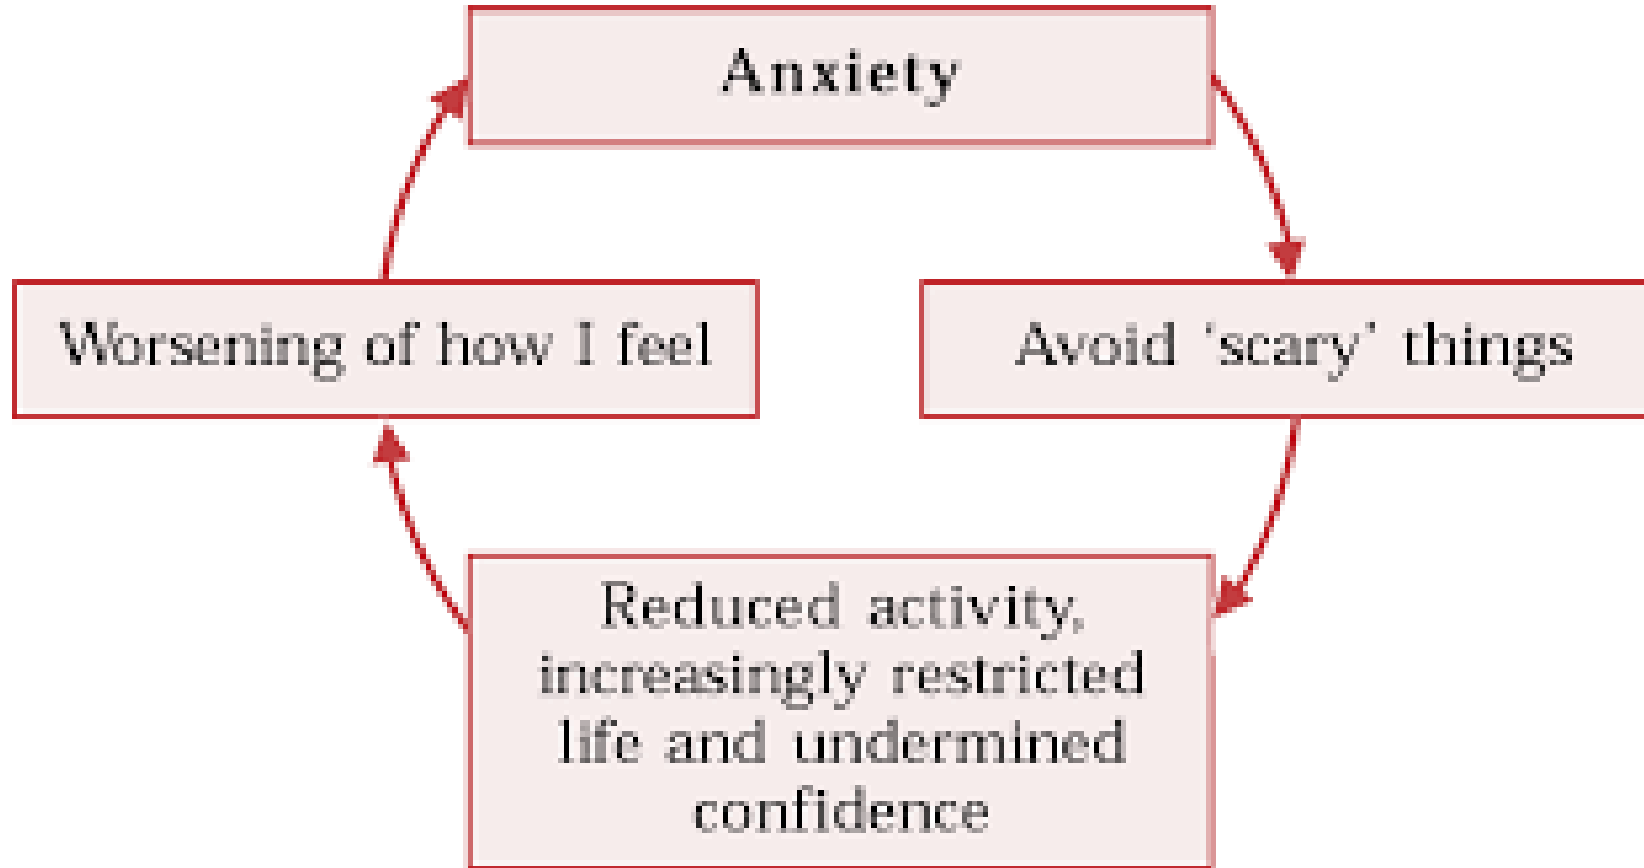 Anxiety
Worsening of how I feel
Avoid ‘scary’ things
Reduced activity,
increasingly restricted
life and undermined
confidence